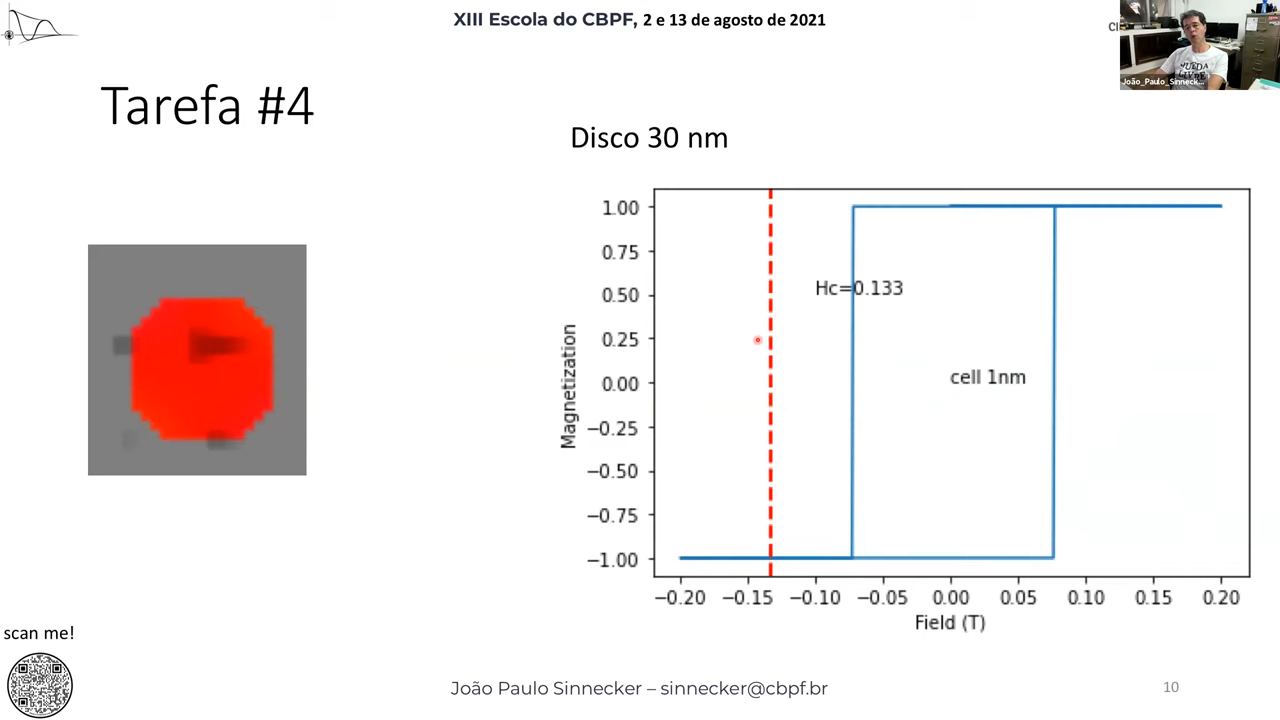 XIII Escola do CBPF, 2 e 13 de agosto de 2021
Tarefa #4
Disco 30 nm
QUEDA
João_Paulo_Sinneck...
1.00
0.75
0.50
0.25
0.00
−0.25
−0.50
−0.75
−1.00
Magnetization
Hc=0.133
cell 1nm
−0.20 −0.15 −0.10 −0.05 0.00 0.05 0.10 0.15 0.20
Field (T)
scan me!
João Paulo Sinnecker – sinnecker@cbpf.br
10